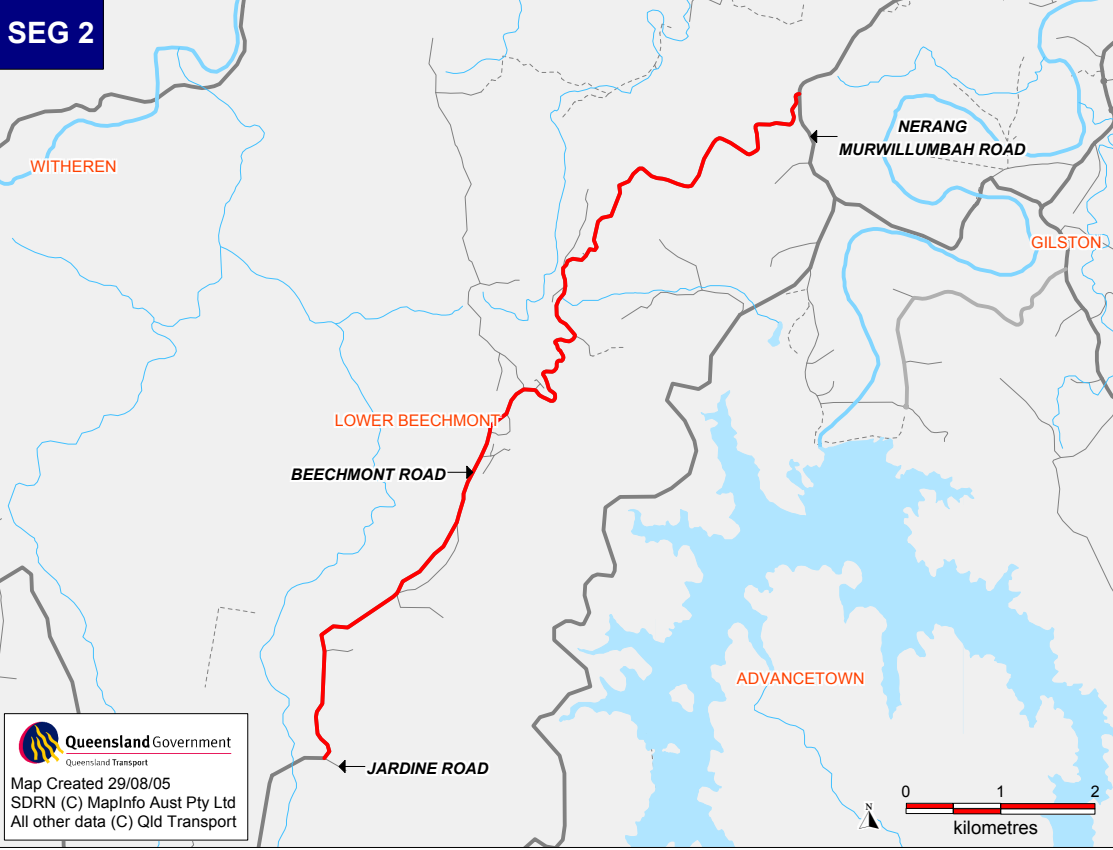 SEG 2
NERANG
MURWILLUMBAH ROAD
WITHEREN
GILSTON
LOWER BEECHMONT
BEECHMONT ROAD
ADVANCETOWN
JARDINE ROAD
Queensland Government
Queensland Transport
Map Created 29/08/05
SDRN (C) MapInfo Aust Pty Ltd
All other data (C) Qld Transport
N
0 1 2
kilometres